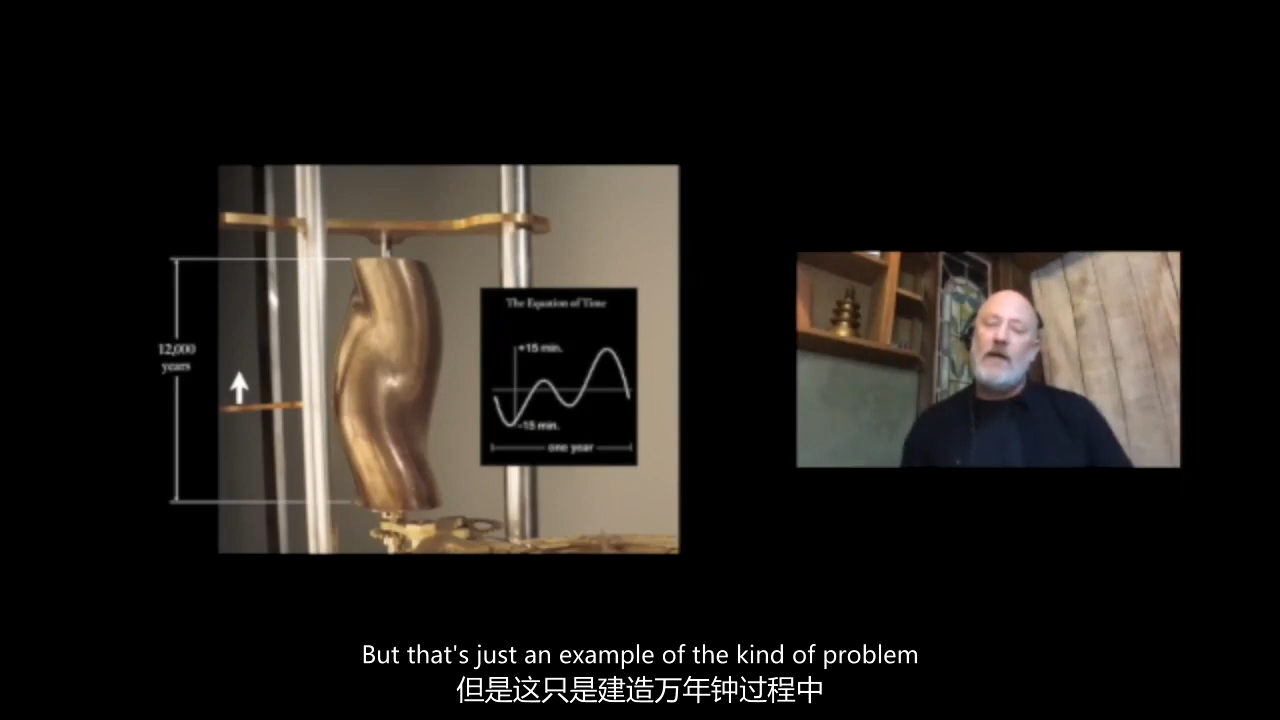 The Equation of Time
+15 min.
12,000
years
-15 min.
one year
But that's just an example of the kind of problem
但是这只是建造万年钟过程中